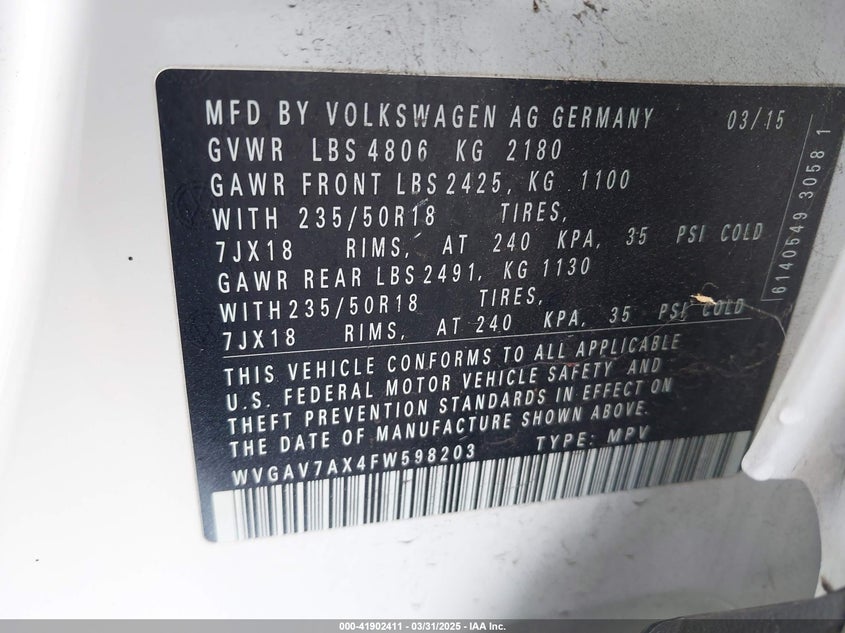 MFD BY VOLKSWAGEN AG GERMANY 03/15
GVWR LBS 4806 KG 2180
GAWR FRONT LBS 2425, KG 1100
WITH 235/50R18 TIRES,
7JX18 RIMS, AT 240 KPA, 35 PSI COLD
GAWR REAR LBS 2491, KG 1130
WITH 235/50R18 TIRES,
7JX18 RIMS, AT 240 KPA, 35 PSI COLD
THIS VEHICLE CONFORMS TO ALL APPLICABLE
U.S. FEDERAL MOTOR VEHICLE SAFETY AND
THEFT PREVENTION STANDARDS IN EFFECT ON
THE DATE OF MANUFACTURE SHOWN ABOVE.
WVGAV7AX4FW598203 TYPE: MPV
6140549 30581
000-41902411 - 03/31/2025 - IAA Inc.